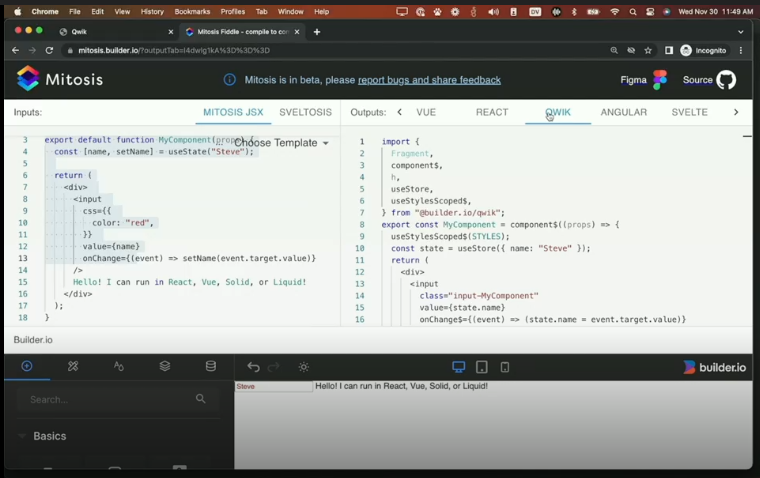 Chrome File Edit View History Bookmarks Profiles Tab Window Help DV Wed Nov 30 11:49 AM
Qwik Mitosis Fiddle - compile to cor
mitosis.builder.io/?outputTab=I4dwIg1kA%3D%3D%3D Incognito
Mitosis Mitosis is in beta, please report bugs and share feedback Figma Source
Inputs: MITOSIS JSX SVELTOSIS Outputs: VUE REACT QWIK ANGULAR SVELTE
Choose Template
3 export default function MyComponent(props) {
4 const [name, setName] = useState("Steve");
5
6 return (
7 <div>
8 <input
9 css={{
10 color: "red",
11 }}
12 value={name}
13 onChange={(event) => setName(event.target.value)}
14 />
15 Hello! I can run in React, Vue, Solid, or Liquid!
16 </div>
17 );
18 }
1 import {
2 Fragment,
3 component$,
4 h,
5 useStore,
6 useStylesScoped$,
7 } from "@builder.io/qwik";
8 export const MyComponent = component$((props) => {
9 useStylesScoped$(STYLES);
10 const state = useStore({ name: "Steve" });
11 return (
12 <div>
13 <input
14 class="input-MyComponent"
15 value={state.name}
16 onChange$={(event) => (state.name = event.target.value)}
Builder.io
builder.io
Search...
Steve Hello! I can run in React, Vue, Solid, or Liquid!
Basics